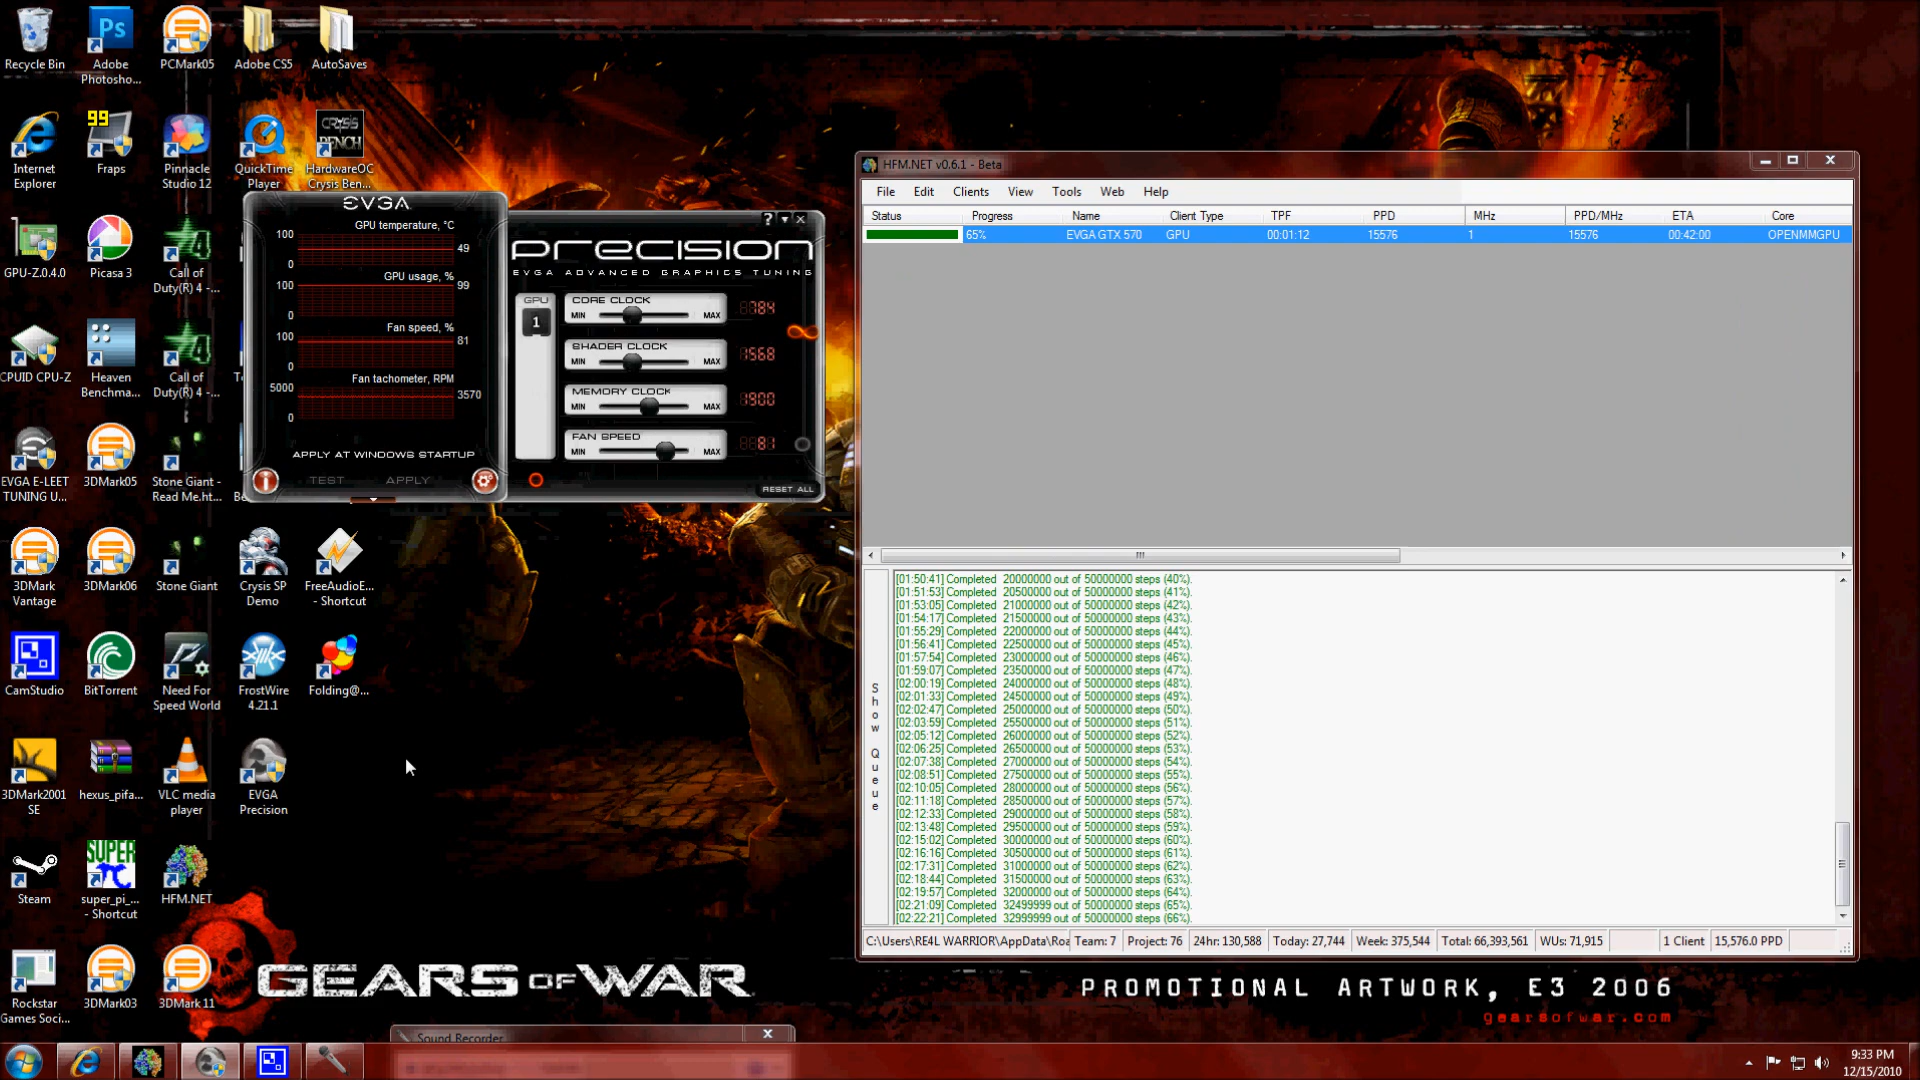 Recycle Bin
Adobe Photosho...
PCMark05
Adobe CS5
AutoSaves
Internet Explorer
99
Fraps
Pinnacle Studio 12
QuickTime Player
HardwareOC Crysis Ben...
GPU-Z.0.4.0
Picasa 3
Call of Duty(R) 4 -...
CPUID CPU-Z
Heaven Benchma...
Call of Duty(R) 4 -...
EVGA E-LEET TUNING U...
3DMark05
Stone Giant - Read Me.ht...
3DMark Vantage
3DMark06
Stone Giant
Crysis SP Demo
FreeAudioE... - Shortcut
CamStudio
BitTorrent
Need For Speed World
FrostWire 4.21.1
Folding@...
3DMark2001 SE
hexus_pifa...
VLC media player
EVGA Precision
Steam
super_pi_... - Shortcut
HFM.NET
Rockstar Games Soci...
3DMark03
3DMark 11
EVGA
GPU temperature, °C
100
49
0
GPU usage, %
100
99
0
Fan speed, %
100
81
0
Fan tachometer, RPM
5000
3570
0
APPLY AT WINDOWS STARTUP
TEST APPLY
precision
EVGA ADVANCED GRAPHICS TUNING
GPU
1
CORE CLOCK
MIN MAX
784
SHADER CLOCK
MIN MAX
1568
MEMORY CLOCK
MIN MAX
1900
FAN SPEED
MIN MAX
81
RESET ALL
HFM.NET v0.6.1 - Beta
File Edit Clients View Tools Web Help
Status Progress Name Client Type TPF PPD MHz PPD/MHz ETA Core
65% EVGA GTX 570 GPU 00:01:12 15576 1 15576 00:42:00 OPENMMGPU
Show Queue
[01:50:41] Completed 20000000 out of 50000000 steps (40%).
[01:51:53] Completed 20500000 out of 50000000 steps (41%).
[01:53:05] Completed 21000000 out of 50000000 steps (42%).
[01:54:17] Completed 21500000 out of 50000000 steps (43%).
[01:55:29] Completed 22000000 out of 50000000 steps (44%).
[01:56:41] Completed 22500000 out of 50000000 steps (45%).
[01:57:54] Completed 23000000 out of 50000000 steps (46%).
[01:59:07] Completed 23500000 out of 50000000 steps (47%).
[02:00:19] Completed 24000000 out of 50000000 steps (48%).
[02:01:33] Completed 24500000 out of 50000000 steps (49%).
[02:02:47] Completed 25000000 out of 50000000 steps (50%).
[02:03:59] Completed 25500000 out of 50000000 steps (51%).
[02:05:12] Completed 26000000 out of 50000000 steps (52%).
[02:06:25] Completed 26500000 out of 50000000 steps (53%).
[02:07:38] Completed 27000000 out of 50000000 steps (54%).
[02:08:51] Completed 27500000 out of 50000000 steps (55%).
[02:10:05] Completed 28000000 out of 50000000 steps (56%).
[02:11:18] Completed 28500000 out of 50000000 steps (57%).
[02:12:33] Completed 29000000 out of 50000000 steps (58%).
[02:13:48] Completed 29500000 out of 50000000 steps (59%).
[02:15:02] Completed 30000000 out of 50000000 steps (60%).
[02:16:16] Completed 30500000 out of 50000000 steps (61%).
[02:17:31] Completed 31000000 out of 50000000 steps (62%).
[02:18:44] Completed 31500000 out of 50000000 steps (63%).
[02:19:57] Completed 32000000 out of 50000000 steps (64%).
[02:21:09] Completed 32499999 out of 50000000 steps (65%).
[02:22:21] Completed 32999999 out of 50000000 steps (66%).
C:\Users\RE4L WARRIOR\AppData\Roa Team: 7 Project: 76 24hr: 130,588 Today: 27,744 Week: 375,544 Total: 66,393,561 WUs: 71,915 1 Client 15,576.0 PPD
GEARS OF WAR
PROMOTIONAL ARTWORK, E3 2006
gearsofwar.com
Sound Recorder
9:33 PM
12/15/2010